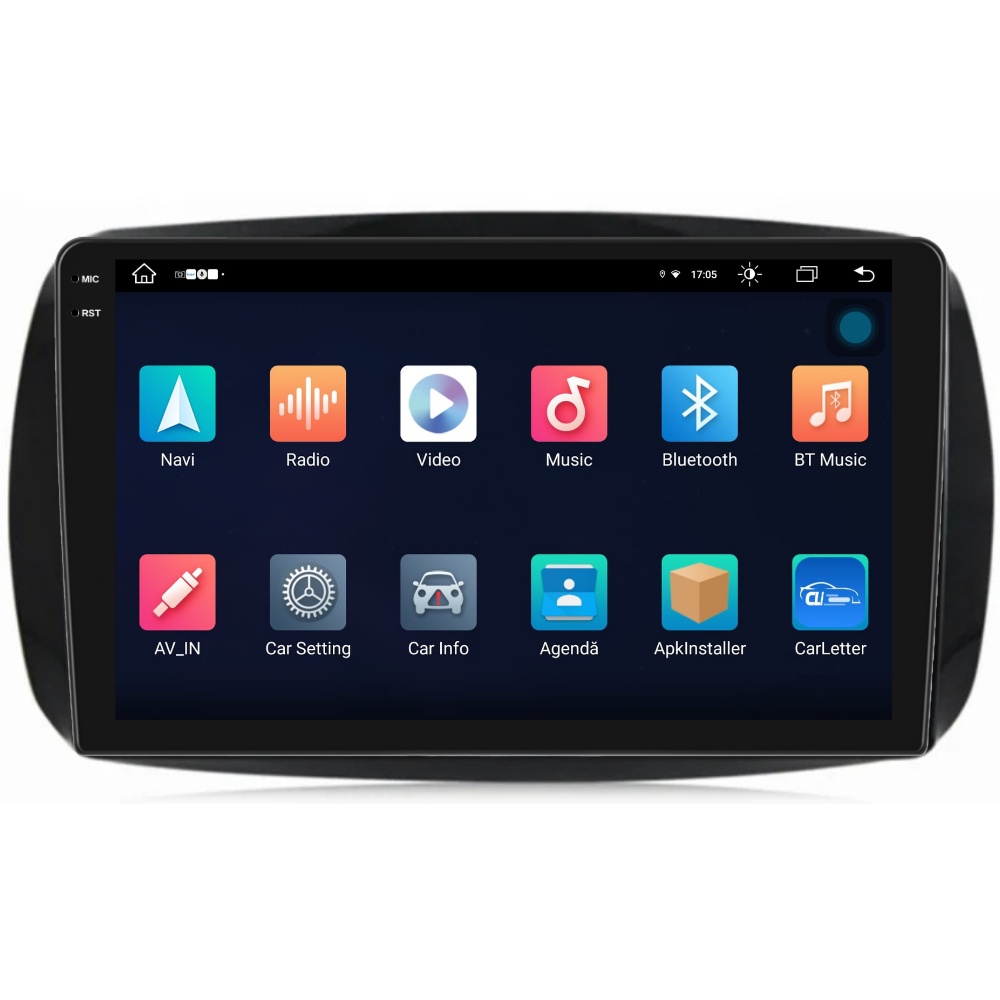 MIC
17:05
RST
Navi
Radio
Video
Music
Bluetooth
BT Music
AV_IN
Car Setting
Car Info
Agendă
ApkInstaller
CarLetter